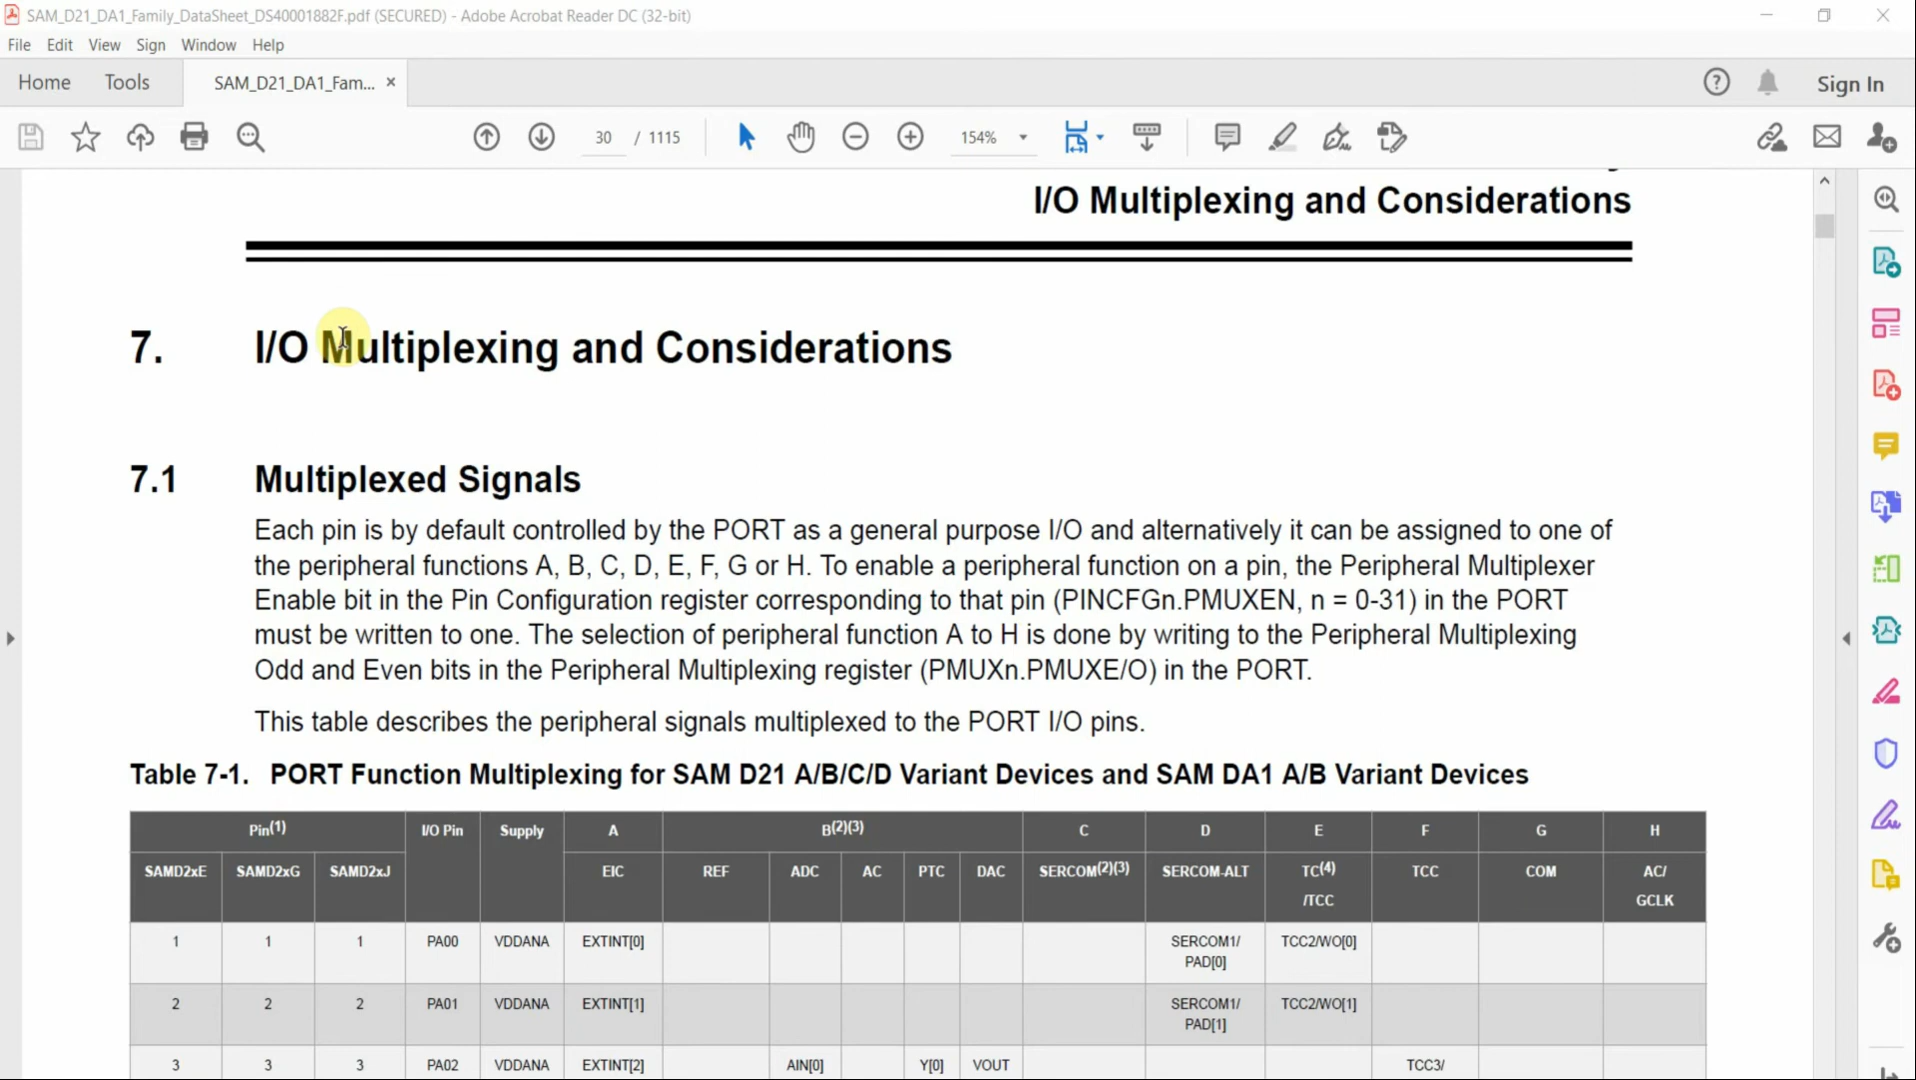 SAM_D21_DA1_Family_DataSheet_DS40001882F.pdf (SECURED) - Adobe Acrobat Reader DC (32-bit)
File Edit View Sign Window Help
Home Tools SAM_D21_DA1_Fam... × Sign In
30 / 1115 154%
I/O Multiplexing and Considerations
7. I/O Multiplexing and Considerations
7.1 Multiplexed Signals
Each pin is by default controlled by the PORT as a general purpose I/O and alternatively it can be assigned to one of
the peripheral functions A, B, C, D, E, F, G or H. To enable a peripheral function on a pin, the Peripheral Multiplexer
Enable bit in the Pin Configuration register corresponding to that pin (PINCFGn.PMUXEN, n = 0-31) in the PORT
must be written to one. The selection of peripheral function A to H is done by writing to the Peripheral Multiplexing
Odd and Even bits in the Peripheral Multiplexing register (PMUXn.PMUXE/O) in the PORT.
This table describes the peripheral signals multiplexed to the PORT I/O pins.
Table 7-1. PORT Function Multiplexing for SAM D21 A/B/C/D Variant Devices and SAM DA1 A/B Variant Devices
Pin(1) I/O Pin Supply A B(2)(3) C D E F G H
SAMD2xE SAMD2xG SAMD2xJ EIC REF ADC AC PTC DAC SERCOM(2)(3) SERCOM-ALT TC(4) TCC COM AC/
/TCC GCLK
1 1 1 PA00 VDDANA EXTINT[0] SERCOM1/ TCC2/WO[0]
PAD[0]
2 2 2 PA01 VDDANA EXTINT[1] SERCOM1/ TCC2/WO[1]
PAD[1]
3 3 3 PA02 VDDANA EXTINT[2] AIN[0] Y[0] VOUT TCC3/